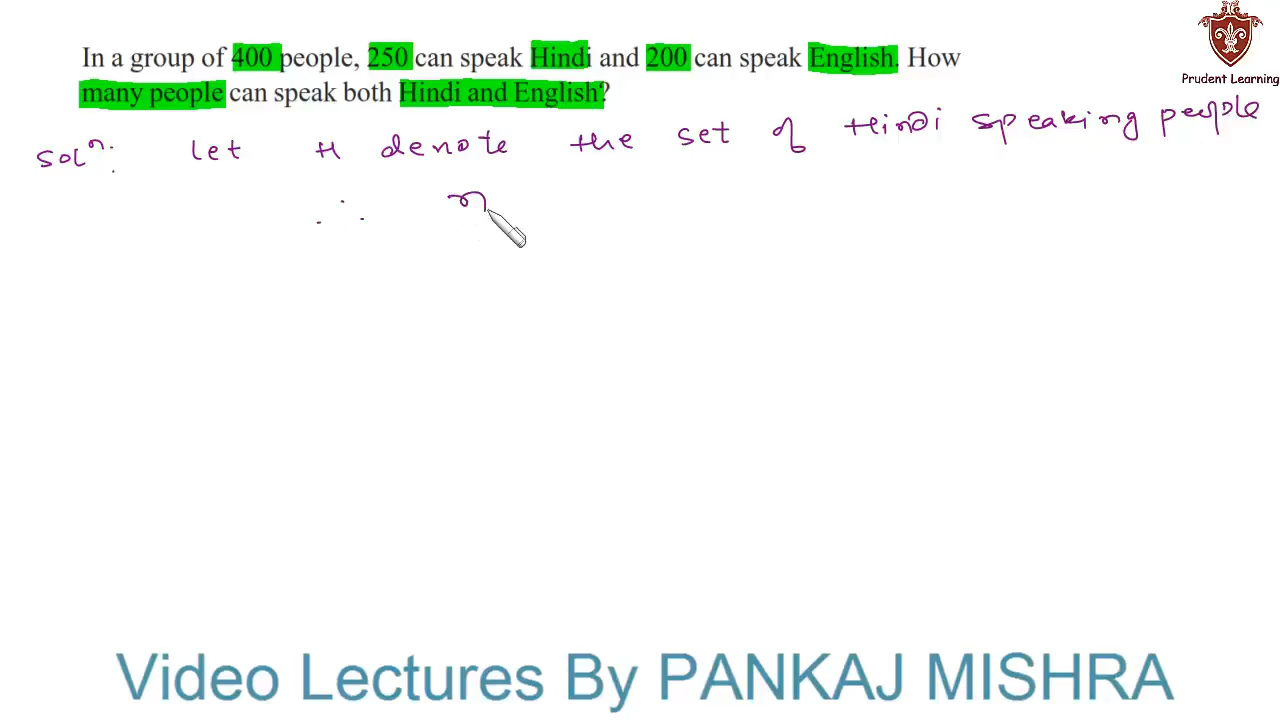 Prudent Learning
In a group of 400 people, 250 can speak Hindi and 200 can speak English. How
many people can speak both Hindi and English?
Solⁿ: Let H denote the set of Hindi speaking people
∴ n
Video Lectures By PANKAJ MISHRA